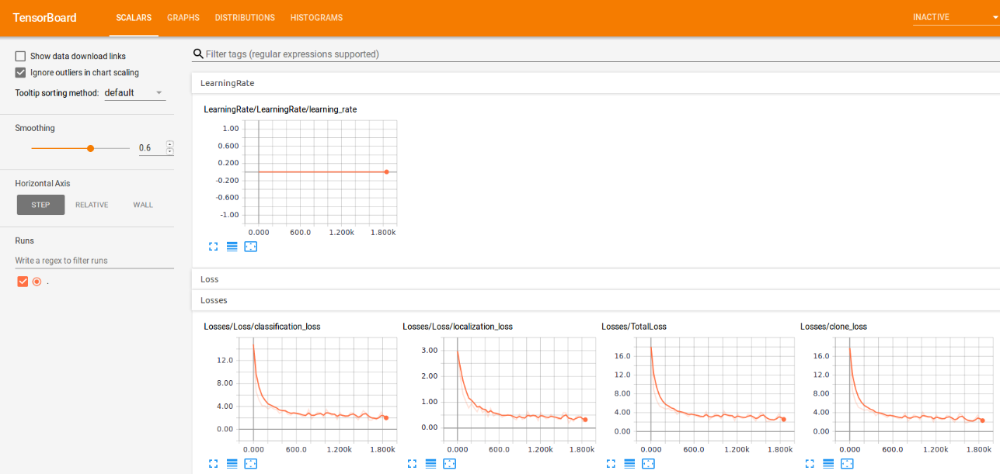 TensorBoard SCALARS GRAPHS DISTRIBUTIONS HISTOGRAMS INACTIVE
Show data download links
Ignore outliers in chart scaling
Tooltip sorting method: default
Smoothing
0.6
Horizontal Axis
STEP RELATIVE WALL
Runs
Write a regex to filter runs
.
Filter tags (regular expressions supported)
LearningRate
LearningRate/LearningRate/learning_rate
1.00
0.600
0.200
-0.200
-0.600
-1.00
0.000 600.0 1.200k 1.800k
Loss
Losses
Losses/Loss/classification_loss
12.0
8.00
4.00
0.00
0.000 600.0 1.200k 1.800k
Losses/Loss/localization_loss
3.00
2.00
1.00
0.00
0.000 600.0 1.200k 1.800k
Losses/TotalLoss
16.0
12.0
8.00
4.00
0.00
0.000 600.0 1.200k 1.800k
Losses/clone_loss
16.0
12.0
8.00
4.00
0.00
0.000 600.0 1.200k 1.800k